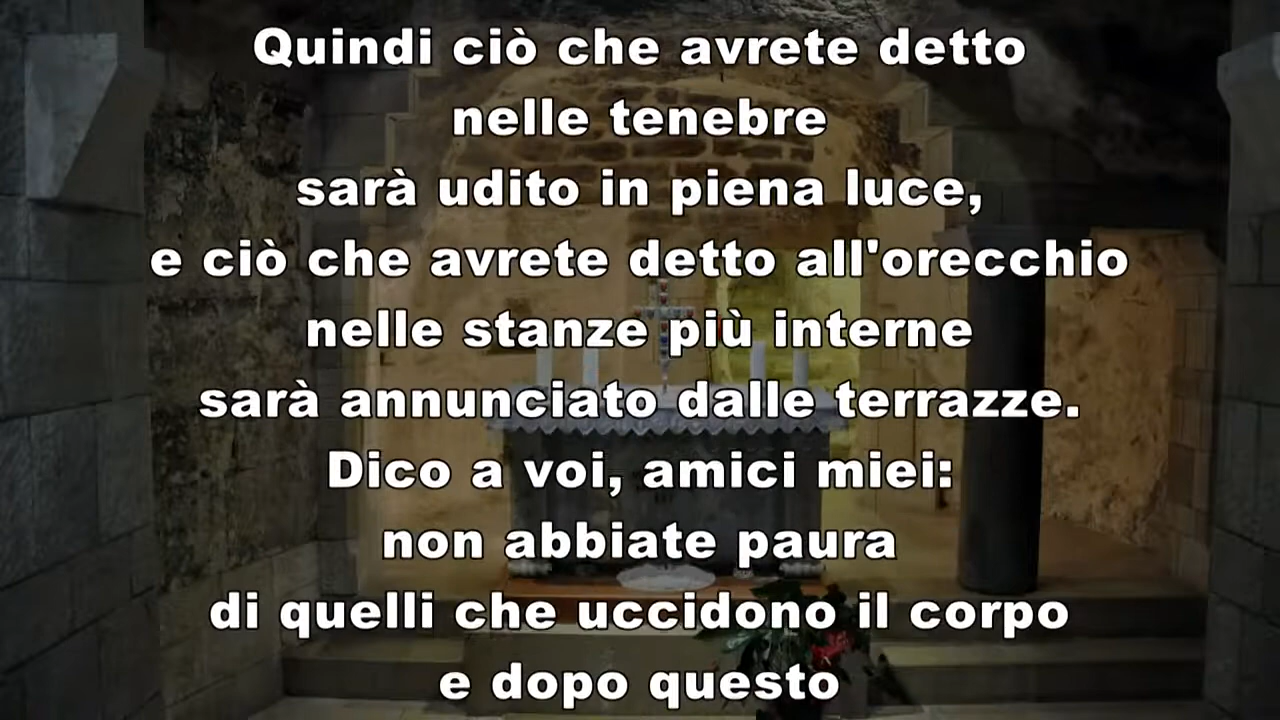 Quindi ciò che avrete detto
nelle tenebre
sarà udito in piena luce,
e ciò che avrete detto all'orecchio
nelle stanze più interne
sarà annunciato dalle terrazze.
Dico a voi, amici miei:
non abbiate paura
di quelli che uccidono il corpo
e dopo questo